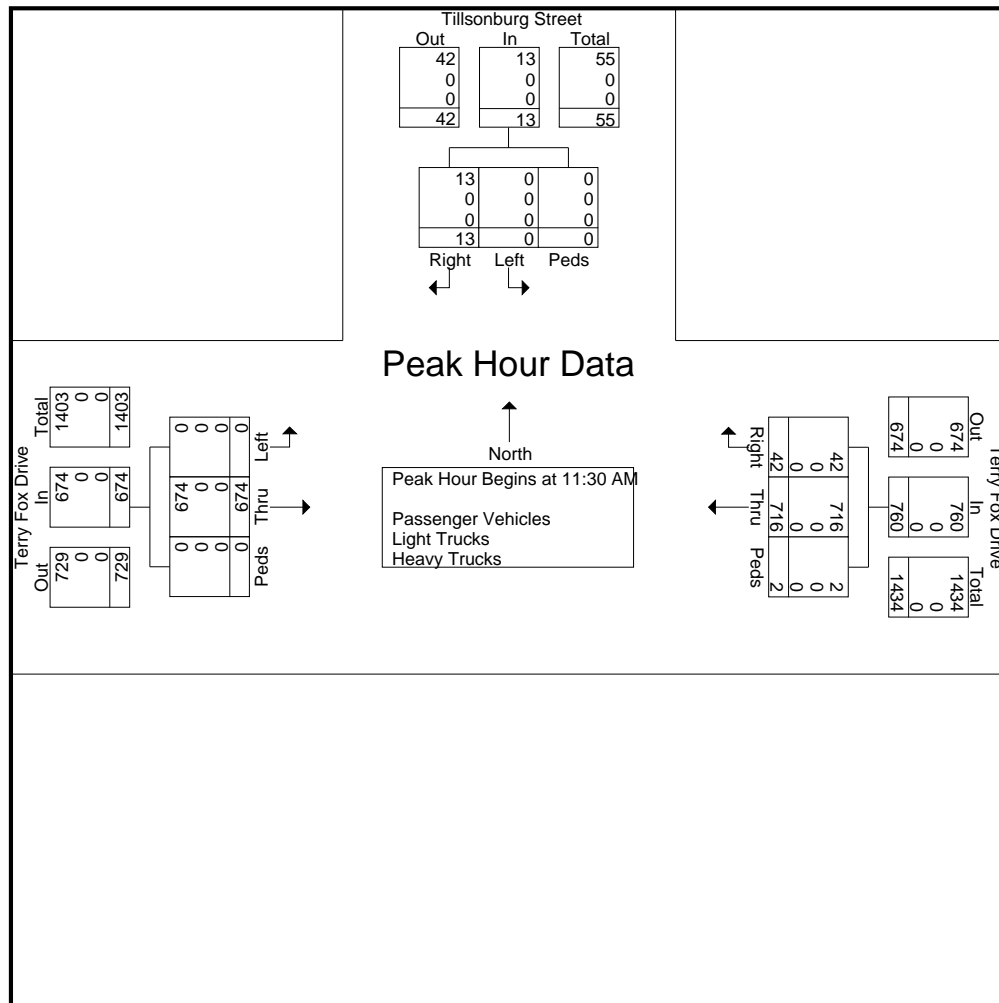 Tillsonburg Street
Out In Total
42 13 55
0 0 0
0 0 0
42 13 55
13 0 0
0 0 0
0 0 0
13 0 0
Right Left Peds
Peak Hour Data
North
Peak Hour Begins at 11:30 AM
Passenger Vehicles
Light Trucks
Heavy Trucks
Terry Fox Drive
Out In Total
729 674 1403
0 0 0
0 0 0
729 674 1403
0 674 0
0 0 0
0 0 0
0 674 0
Peds Thru Left
Terry Fox Drive
Out In Total
674 760 1434
0 0 0
0 0 0
674 760 1434
42 716 2
0 0 0
0 0 0
42 716 2
Right Thru Peds